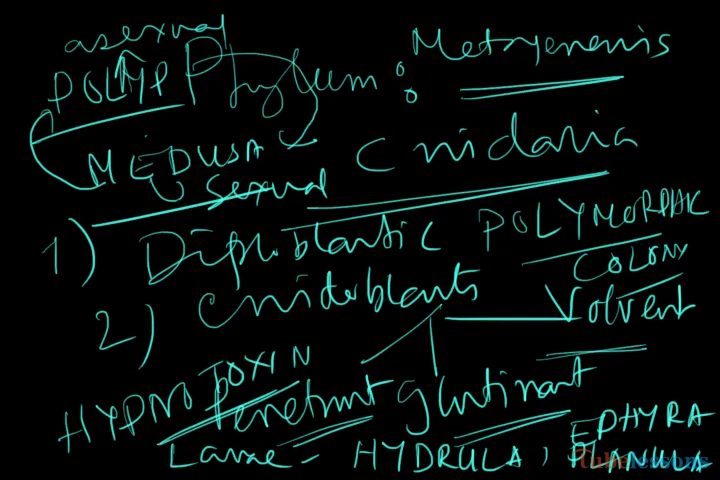 asexual
POLYP Phylum : Metagenesis
MEDUSA Cnidaria
Sexual
1) Diploblastic POLYMORPHIC
COLONY
2) Cnidoblasts Volvent
HYPNOTOXIN Penetrant glutinant
Larvae - HYDRULA, EPHYRA
PLANULA
Tubelessons